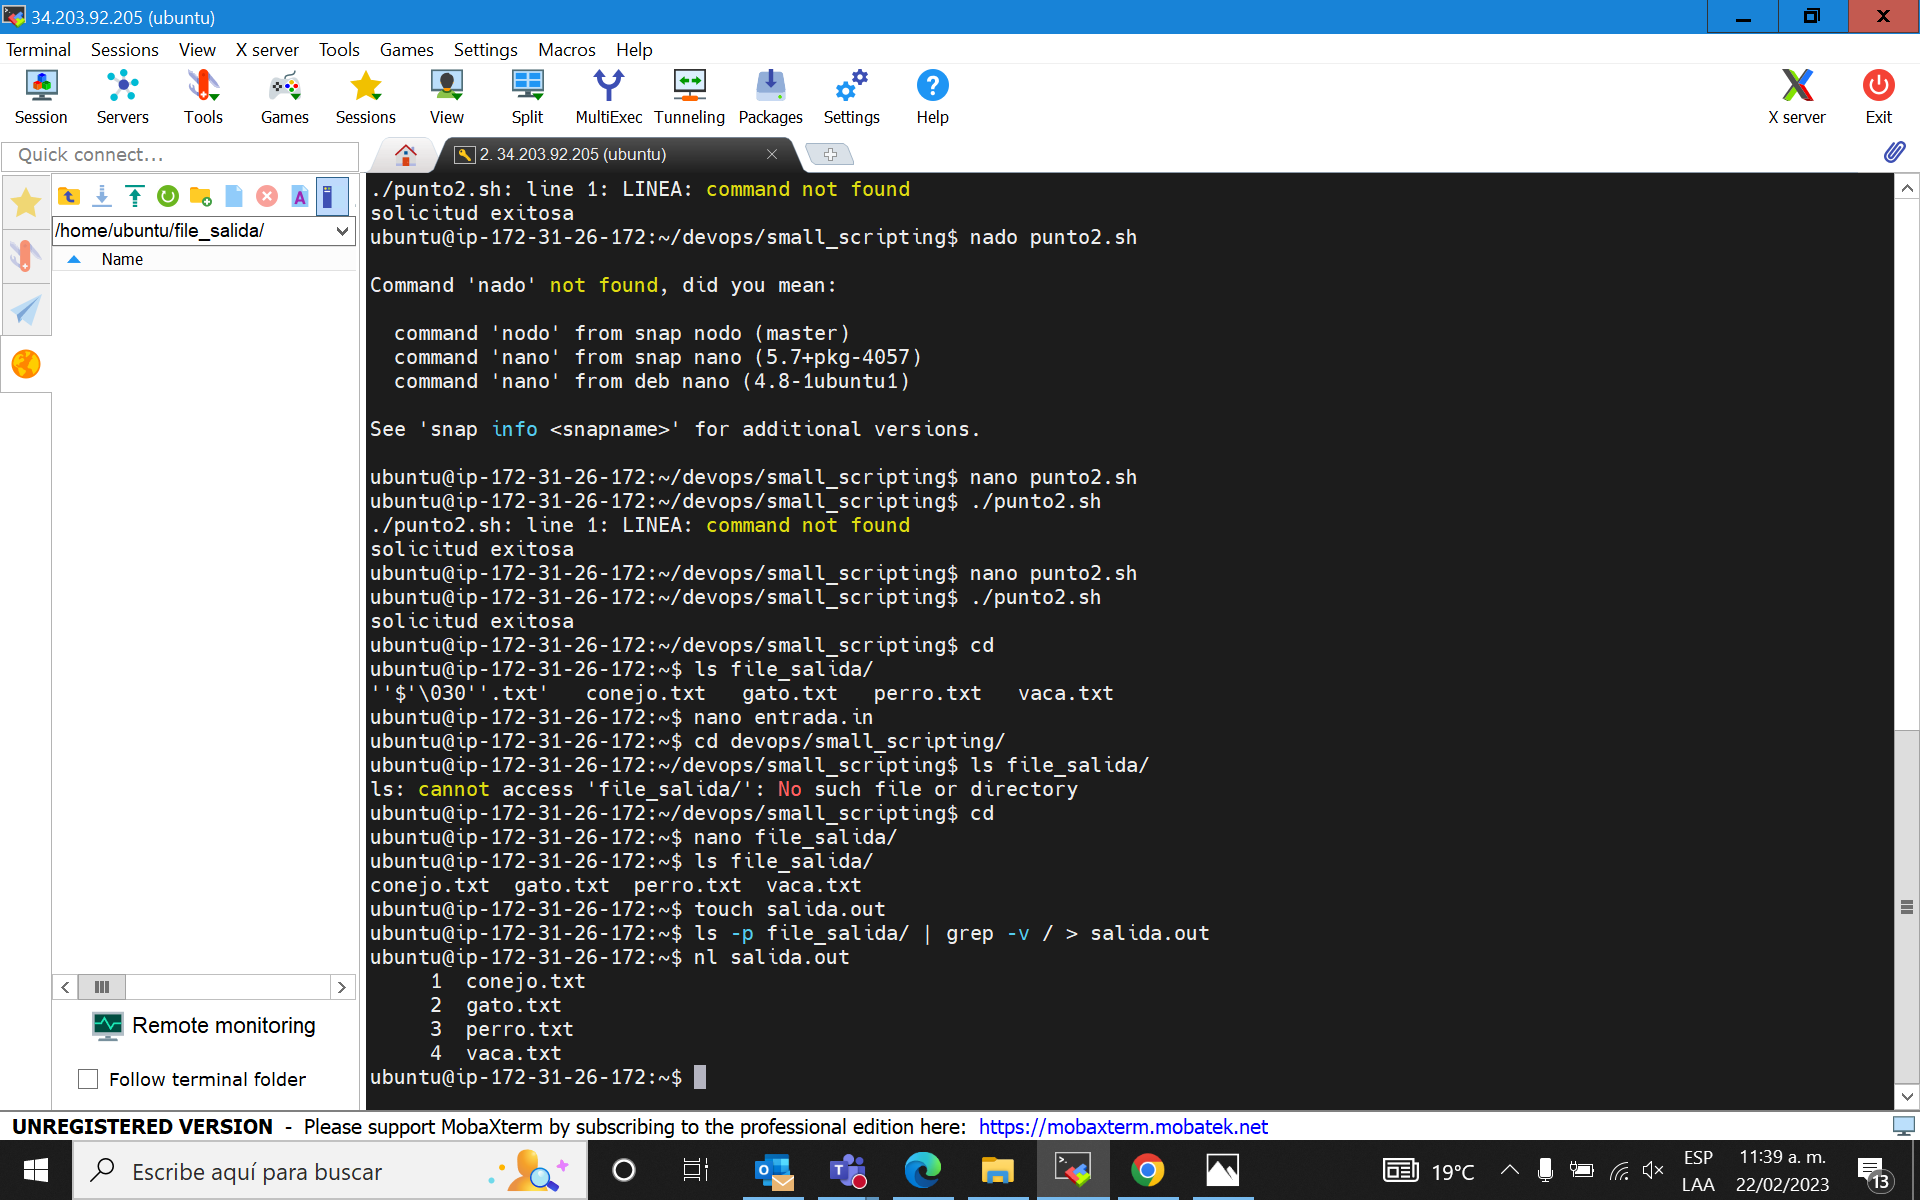 34.203.92.205 (ubuntu)
Terminal Sessions View X server Tools Games Settings Macros Help
Session Servers Tools Games Sessions View Split MultiExec Tunneling Packages Settings Help X server Exit
Quick connect...
2. 34.203.92.205 (ubuntu)
/home/ubuntu/file_salida/
Name
./punto2.sh: line 1: LINEA: command not found
solicitud exitosa
ubuntu@ip-172-31-26-172:~/devops/small_scripting$ nado punto2.sh
Command 'nado' not found, did you mean:
command 'nodo' from snap nodo (master)
command 'nano' from snap nano (5.7+pkg-4057)
command 'nano' from deb nano (4.8-1ubuntu1)
See 'snap info <snapname>' for additional versions.
ubuntu@ip-172-31-26-172:~/devops/small_scripting$ nano punto2.sh
ubuntu@ip-172-31-26-172:~/devops/small_scripting$ ./punto2.sh
./punto2.sh: line 1: LINEA: command not found
solicitud exitosa
ubuntu@ip-172-31-26-172:~/devops/small_scripting$ nano punto2.sh
ubuntu@ip-172-31-26-172:~/devops/small_scripting$ ./punto2.sh
solicitud exitosa
ubuntu@ip-172-31-26-172:~/devops/small_scripting$ cd
ubuntu@ip-172-31-26-172:~$ ls file_salida/
''$'\030''.txt' conejo.txt gato.txt perro.txt vaca.txt
ubuntu@ip-172-31-26-172:~$ nano entrada.in
ubuntu@ip-172-31-26-172:~$ cd devops/small_scripting/
ubuntu@ip-172-31-26-172:~/devops/small_scripting$ ls file_salida/
ls: cannot access 'file_salida/': No such file or directory
ubuntu@ip-172-31-26-172:~/devops/small_scripting$ cd
ubuntu@ip-172-31-26-172:~$ nano file_salida/
ubuntu@ip-172-31-26-172:~$ ls file_salida/
conejo.txt gato.txt perro.txt vaca.txt
ubuntu@ip-172-31-26-172:~$ touch salida.out
ubuntu@ip-172-31-26-172:~$ ls -p file_salida/ | grep -v / > salida.out
ubuntu@ip-172-31-26-172:~$ nl salida.out
1 conejo.txt
2 gato.txt
3 perro.txt
4 vaca.txt
ubuntu@ip-172-31-26-172:~$
Remote monitoring
Follow terminal folder
UNREGISTERED VERSION - Please support MobaXterm by subscribing to the professional edition here: https://mobaxterm.mobatek.net
Escribe aquí para buscar
19°C
ESP
LAA
11:39 a. m.
22/02/2023
13